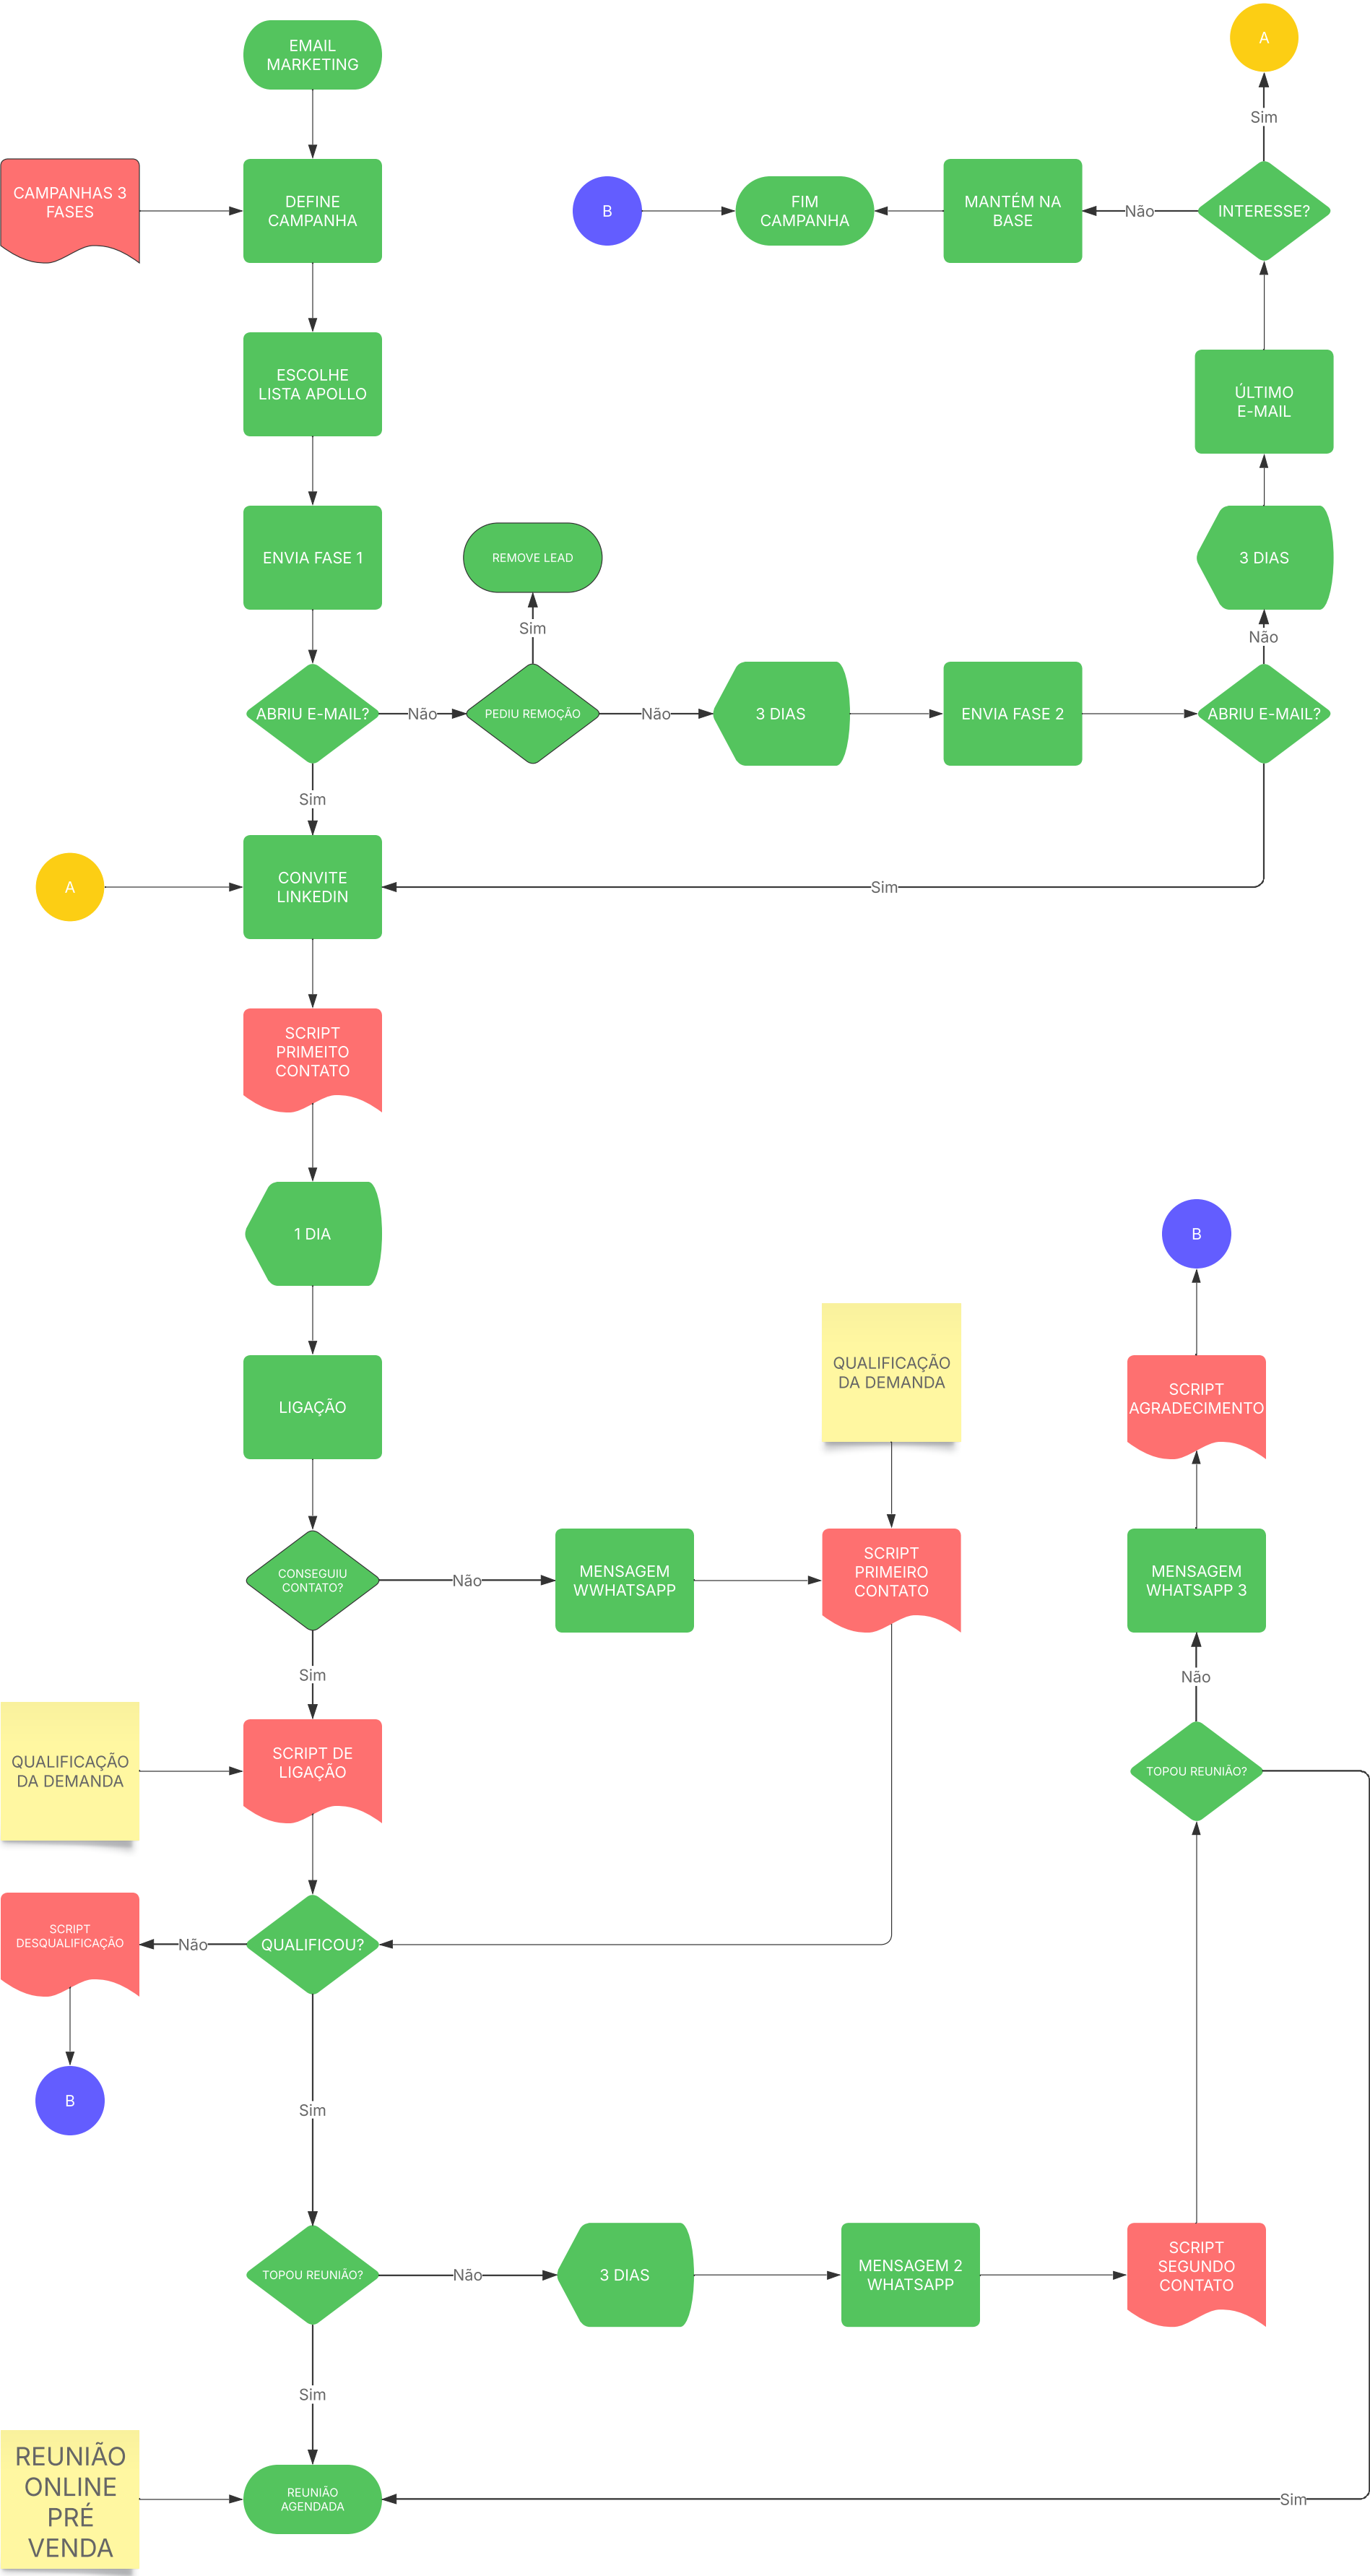 EMAIL
MARKETING
A
Sim
CAMPANHAS 3
FASES
DEFINE
CAMPANHA
B
FIM
CAMPANHA
MANTÉM NA
BASE
Não
INTERESSE?
ESCOLHE
LISTA APOLLO
ÚLTIMO
E-MAIL
ENVIA FASE 1
REMOVE LEAD
3 DIAS
Sim
Não
ABRIU E-MAIL?
Não
PEDIU REMOÇÃO
Não
3 DIAS
ENVIA FASE 2
ABRIU E-MAIL?
Sim
A
CONVITE
LINKEDIN
Sim
SCRIPT
PRIMEITO
CONTATO
1 DIA
B
LIGAÇÃO
QUALIFICAÇÃO
DA DEMANDA
SCRIPT
AGRADECIMENTO
CONSEGUIU
CONTATO?
Não
MENSAGEM
WWHATSAPP
SCRIPT
PRIMEIRO
CONTATO
MENSAGEM
WHATSAPP 3
Sim
Não
QUALIFICAÇÃO
DA DEMANDA
SCRIPT DE
LIGAÇÃO
TOPOU REUNIÃO?
SCRIPT
DESQUALIFICAÇÃO
Não
QUALIFICOU?
B
Sim
TOPOU REUNIÃO?
Não
3 DIAS
MENSAGEM 2
WHATSAPP
SCRIPT
SEGUNDO
CONTATO
Sim
REUNIÃO
ONLINE
PRÉ
VENDA
REUNIÃO
AGENDADA
Sim